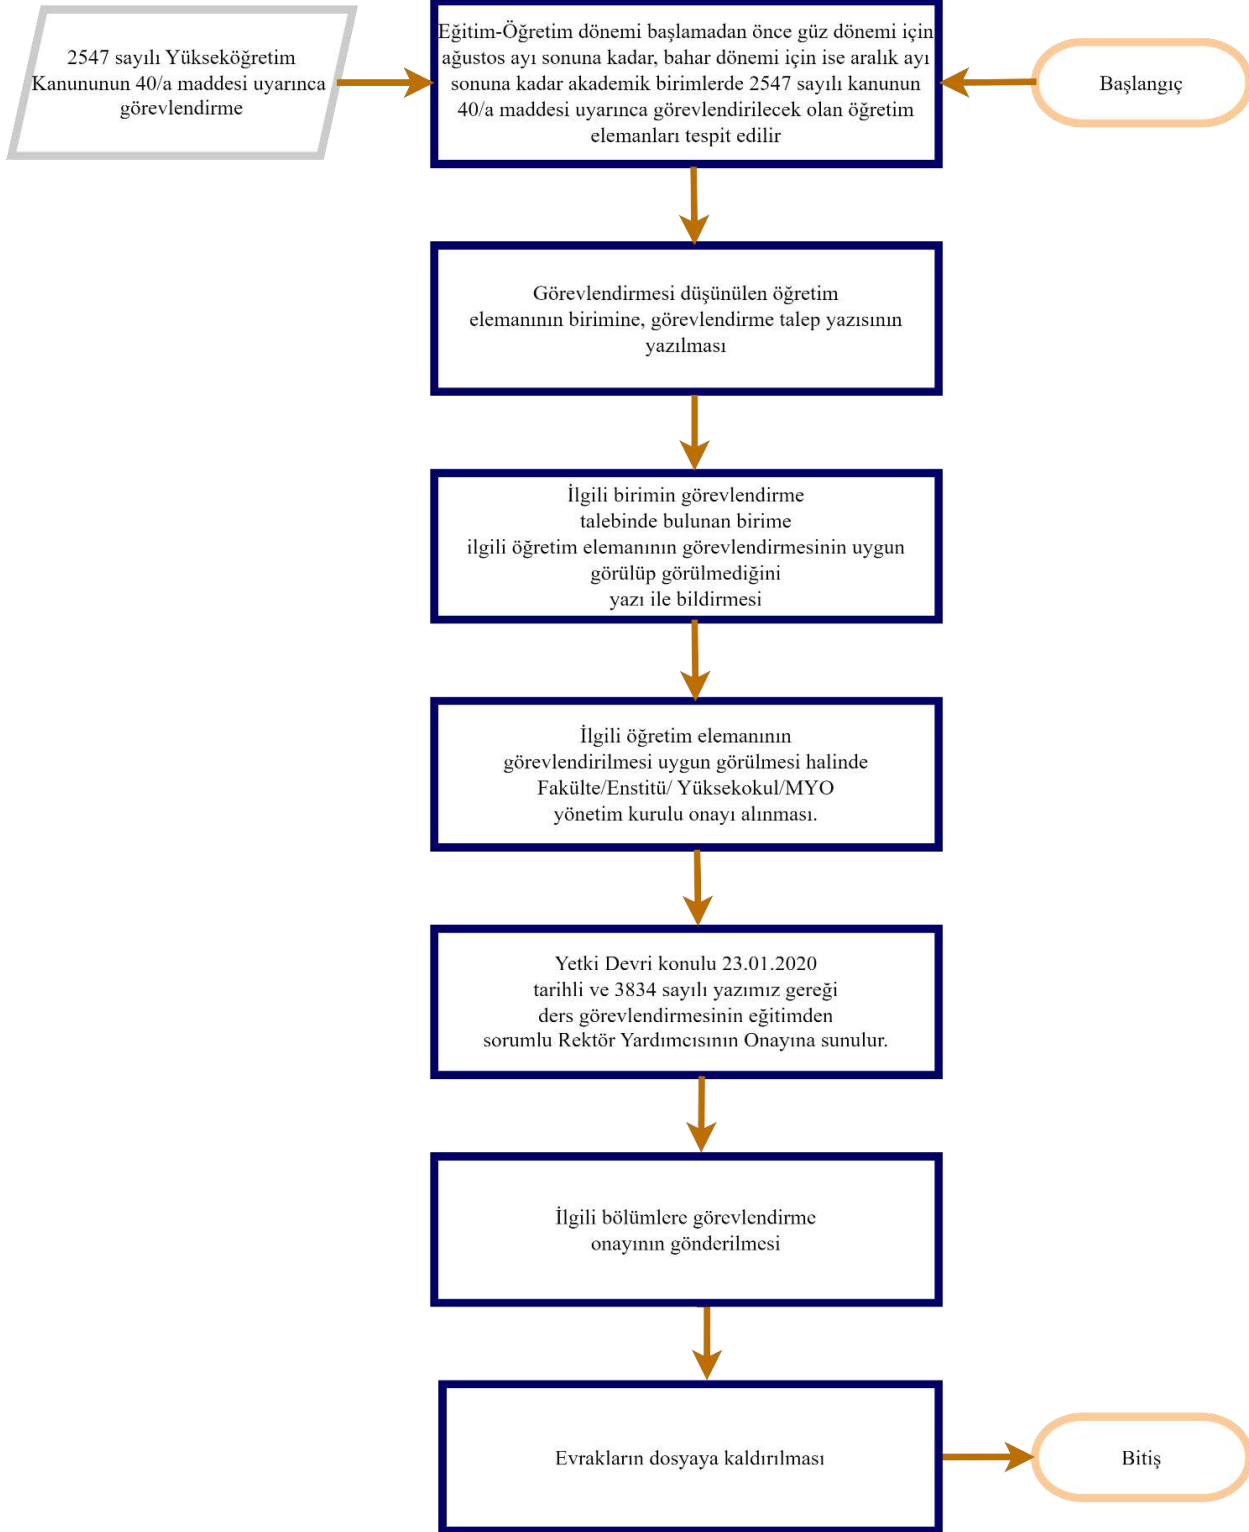 2547 sayılı Yükseköğretim
Kanununun 40/a maddesi uyarınca
görevlendirme
Eğitim-Öğretim dönemi başlamadan önce güz dönemi için
ağustos ayı sonuna kadar, bahar dönemi için ise aralık ayı
sonuna kadar akademik birimlerde 2547 sayılı kanunun
40/a maddesi uyarınca görevlendirilecek olan öğretim
elemanları tespit edilir
Başlangıç
Görevlendirmesi düşünülen öğretim
elemanının birimine, görevlendirme talep yazısının
yazılması
İlgili birimin görevlendirme
talebinde bulunan birime
ilgili öğretim elemanının görevlendirmesinin uygun
görülüp görülmediğini
yazı ile bildirmesi
İlgili öğretim elemanının
görevlendirilmesi uygun görülmesi halinde
Fakülte/Enstitü/ Yüksekokul/MYO
yönetim kurulu onayı alınması.
Yetki Devri konulu 23.01.2020
tarihli ve 3834 sayılı yazımız gereği
ders görevlendirmesinin eğitimden
sorumlu Rektör Yardımcısının Onayına sunulur.
İlgili bölümlere görevlendirme
onayının gönderilmesi
Evrakların dosyaya kaldırılması
Bitiş